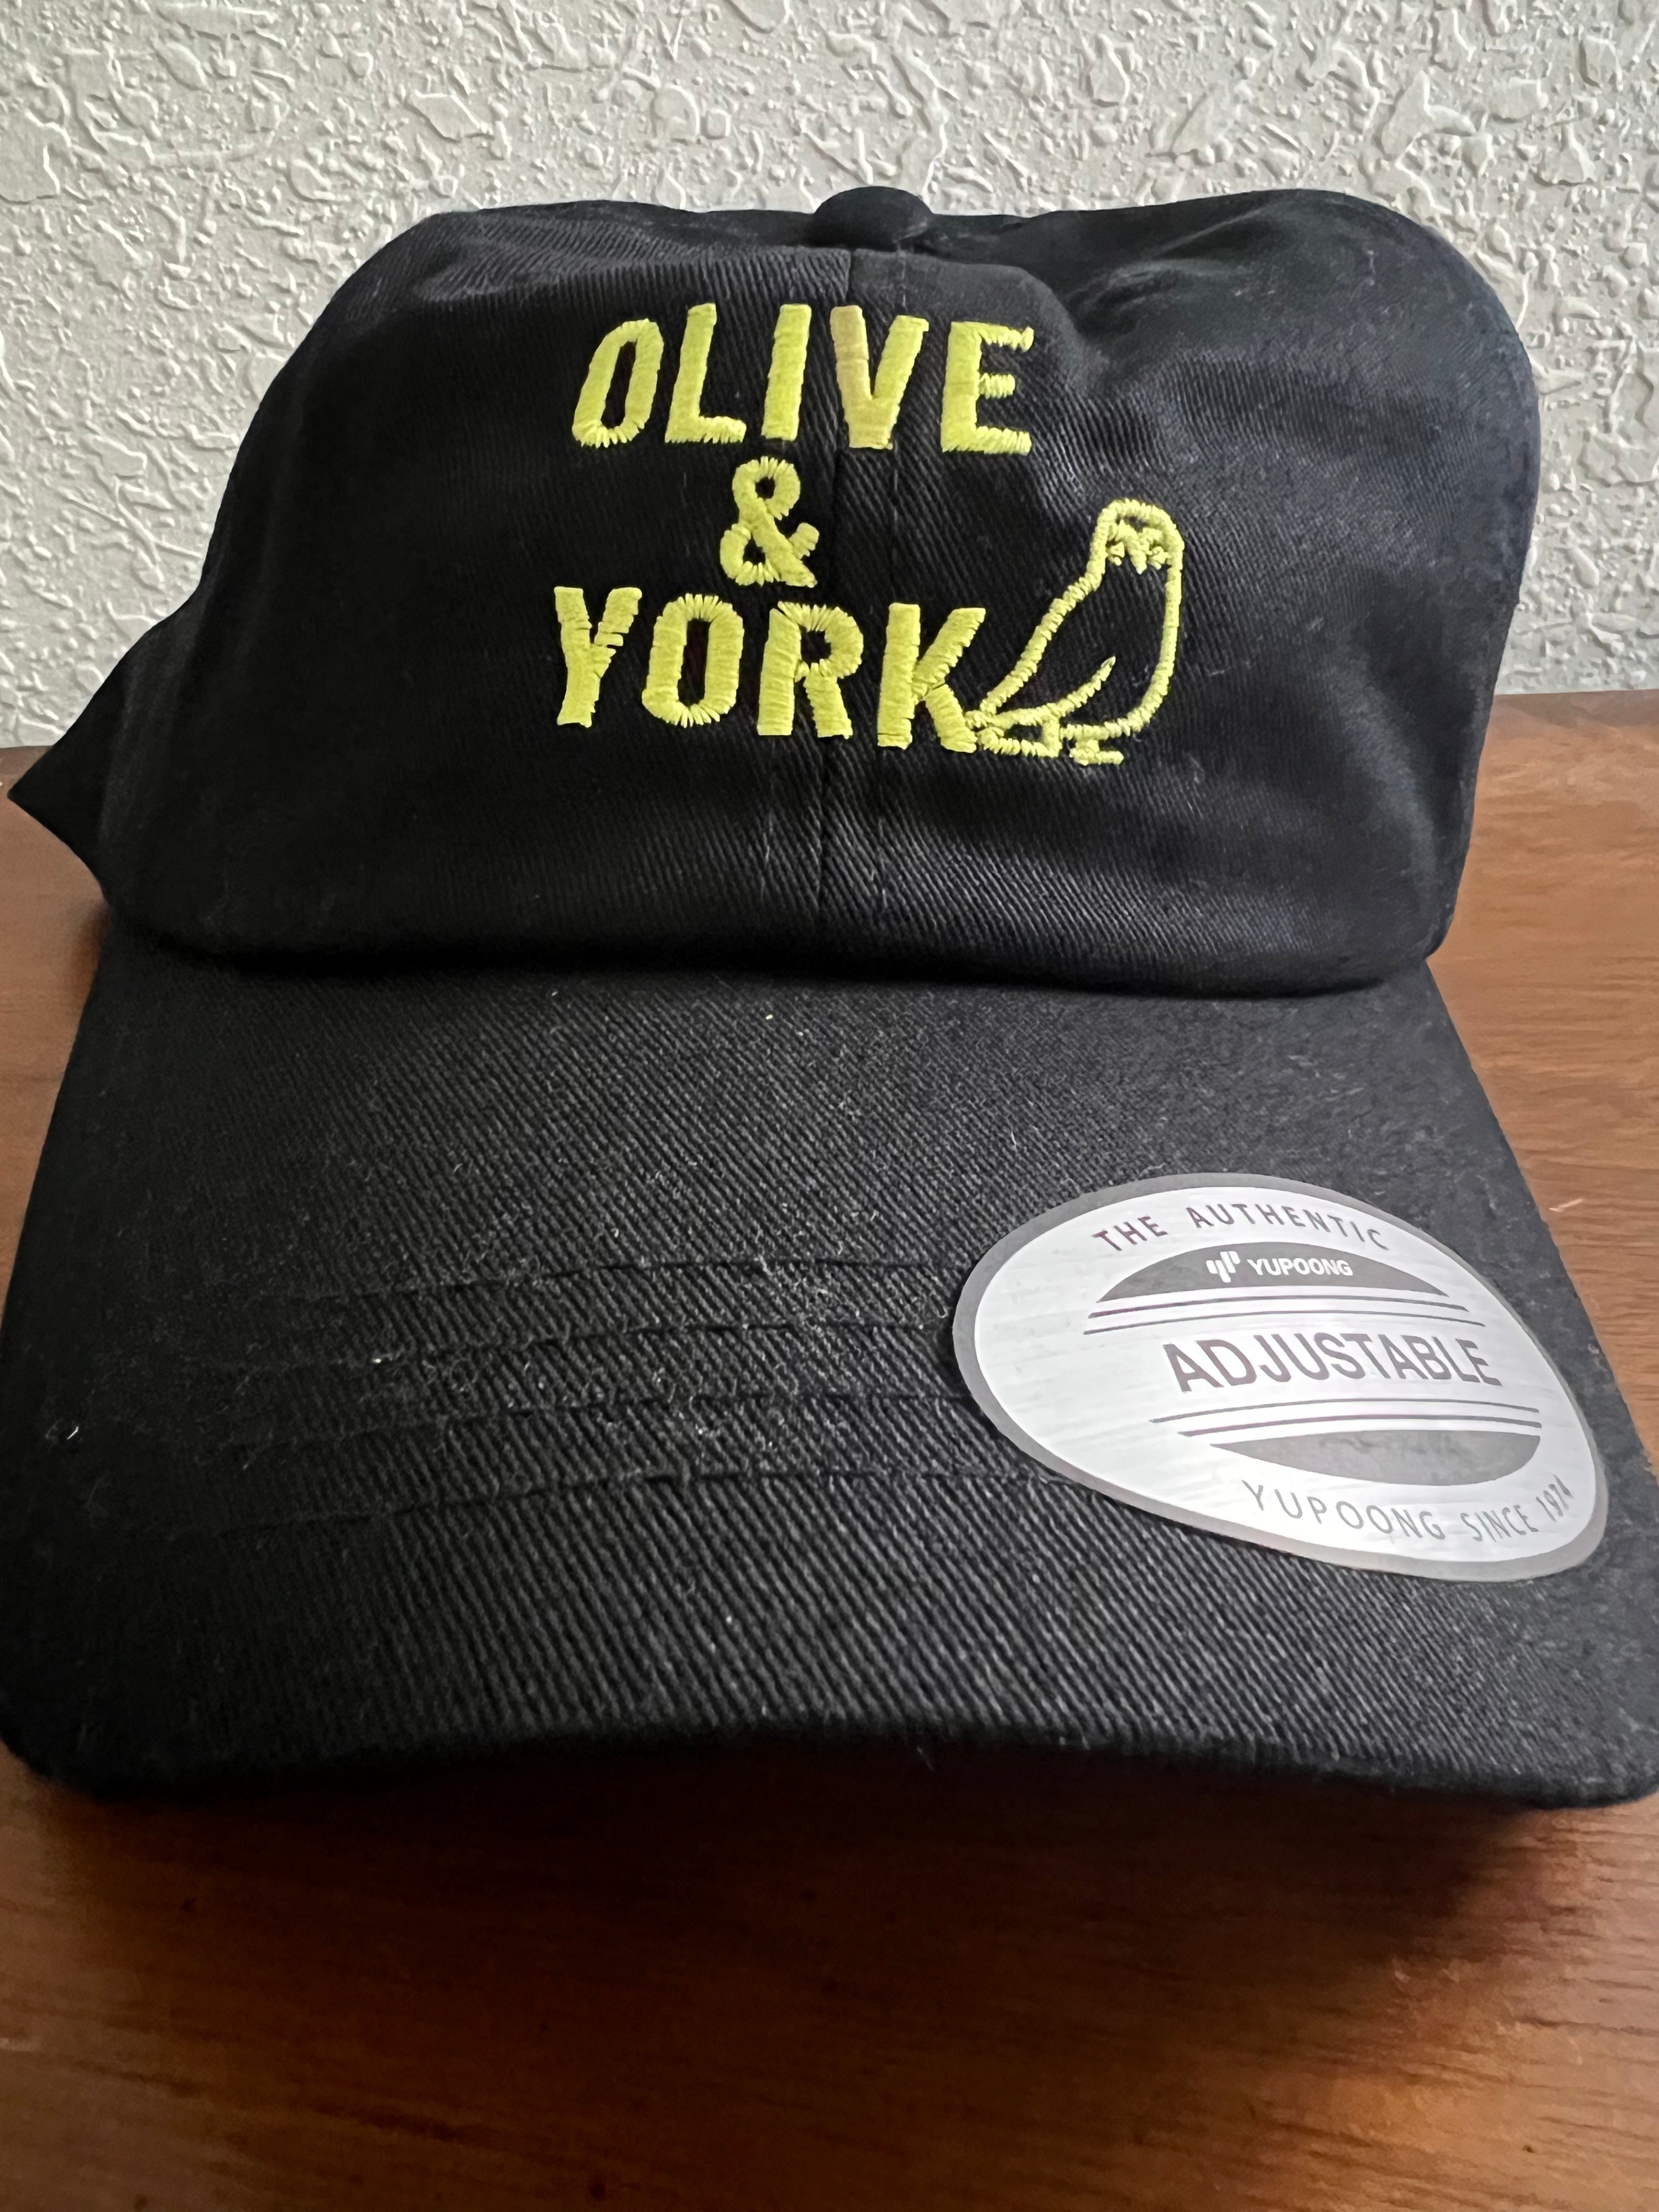 OLIVE
&
YORK
THE AUTHENTIC
YUPOONG
ADJUSTABLE
YUPOONG SINCE 1974